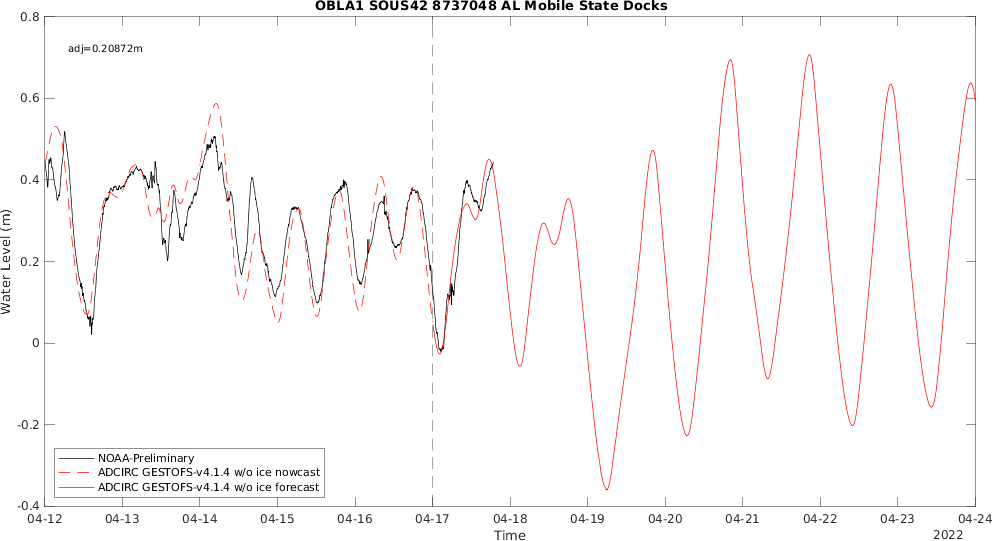 OBLA1 SOUS42 8737048 AL Mobile State Docks
adj=0.20872m
Water Level (m)
0.8
0.6
0.4
0.2
0
-0.2
-0.4
NOAA-Preliminary
ADCIRC GESTOFS-v4.1.4 w/o ice nowcast
ADCIRC GESTOFS-v4.1.4 w/o ice forecast
04-12 04-13 04-14 04-15 04-16 04-17 04-18 04-19 04-20 04-21 04-22 04-23 04-24
Time
2022